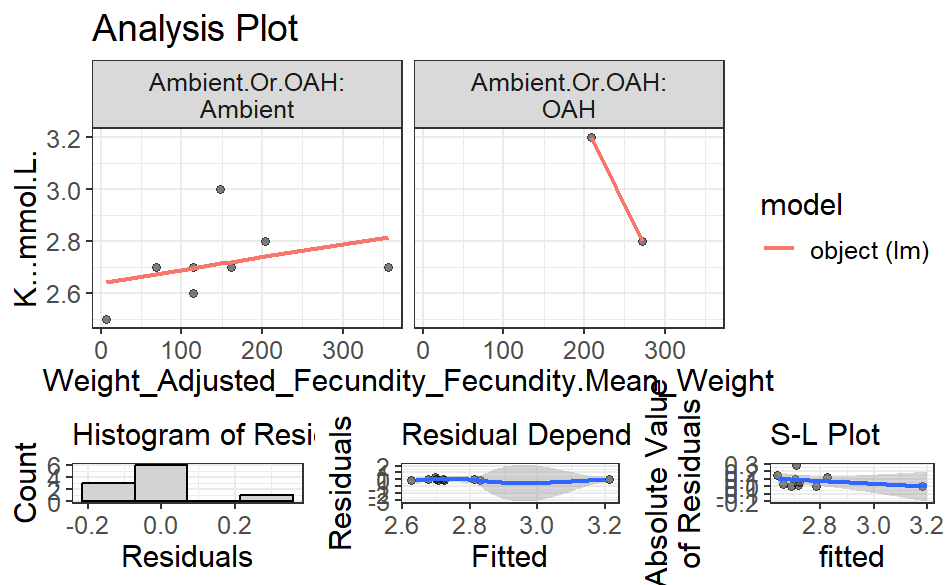 Analysis Plot
Ambient.Or.OAH:
Ambient
Ambient.Or.OAH:
OAH
K...mmol.L.
3.2
3.0
2.8
2.6
0 100 200 300
0 100 200 300
Weight_Adjusted_Fecundity_Fecundity.Mean_Weight
model
object (lm)
Histogram of Resi
Count
6
4
2
0
-0.2 0.0 0.2
Residuals
Residual Depend
Residuals
2.6 2.8 3.0 3.2
Fitted
S-L Plot
Absolute Value
of Residuals
0.3
-0.2
2.8 3.0 3.2
fitted